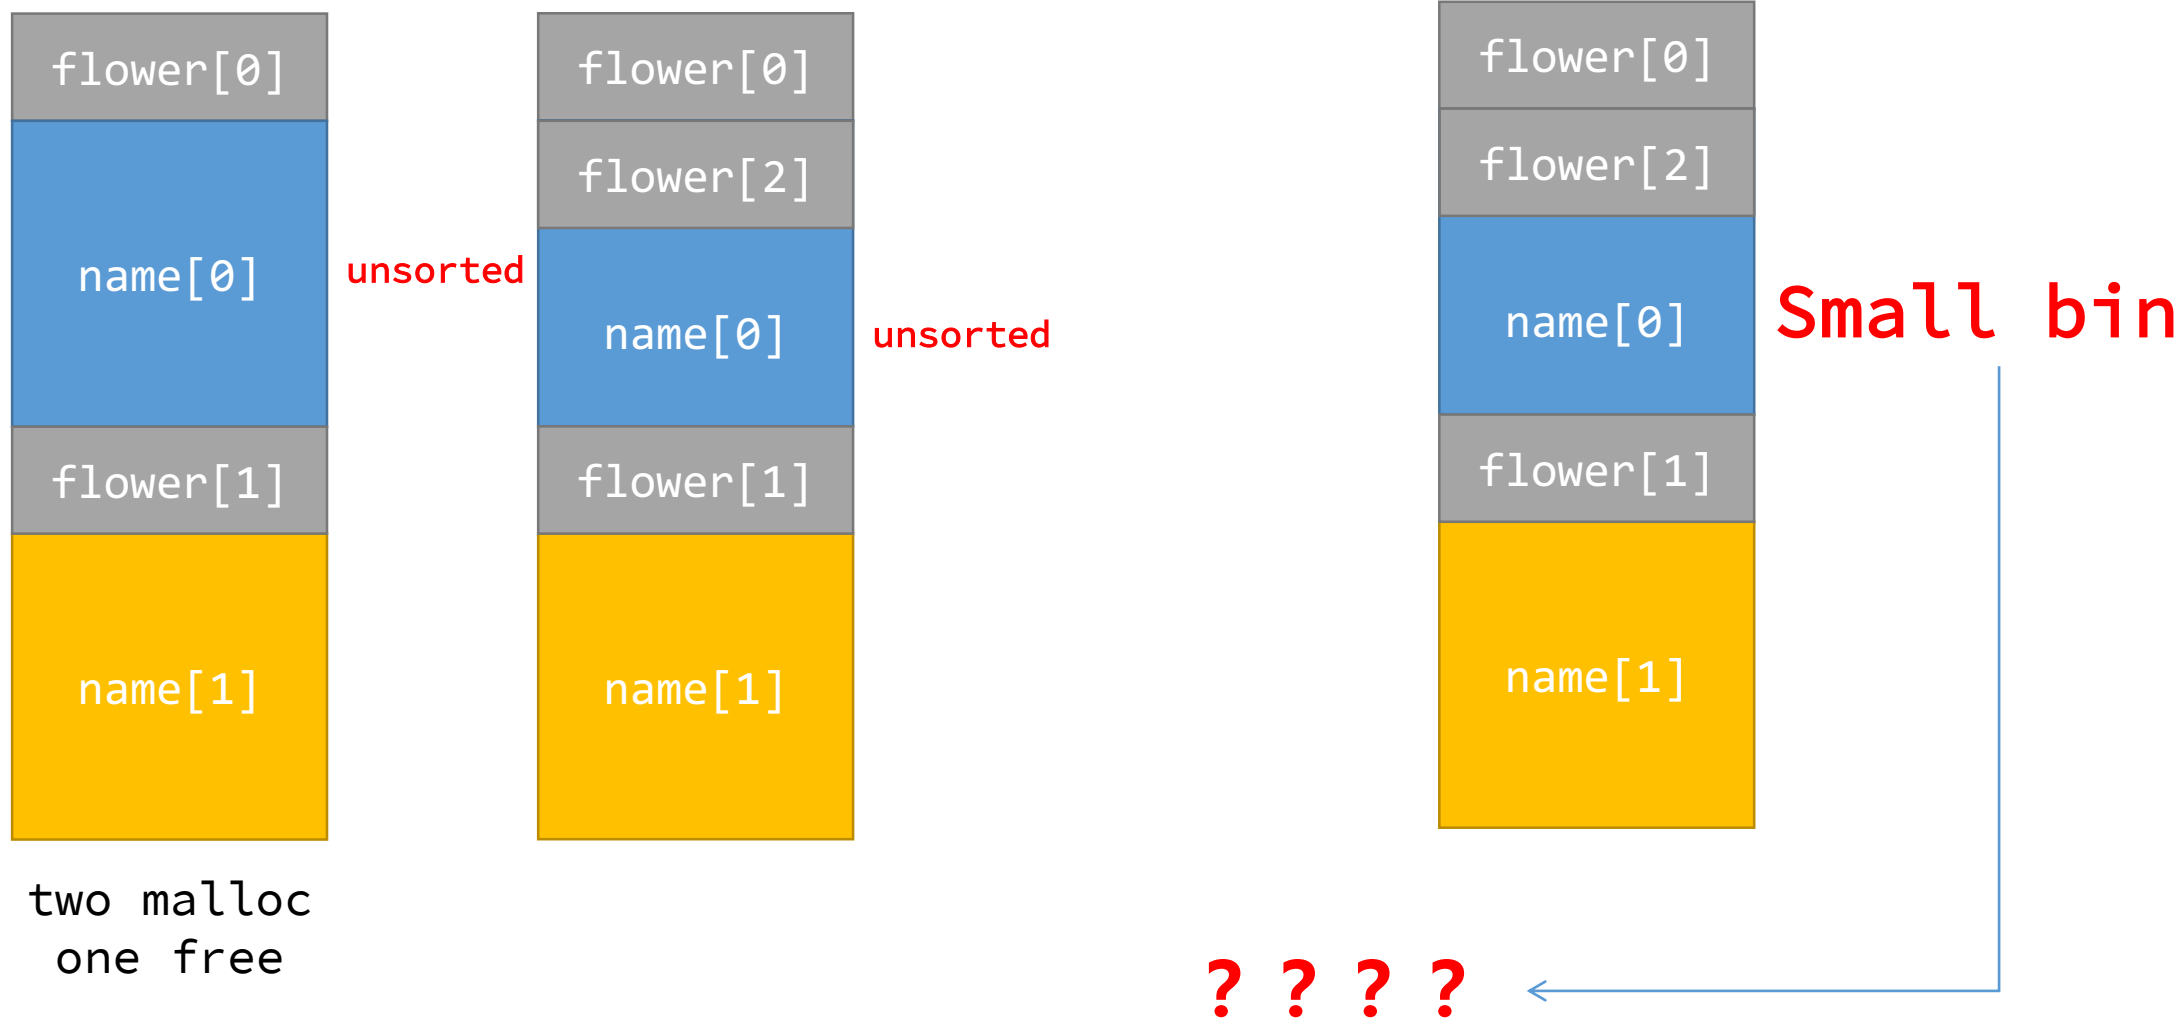 flower[0]
name[0]
flower[1]
name[1]
two malloc
one free
unsorted
flower[0]
flower[2]
name[0]
flower[1]
name[1]
unsorted
flower[0]
flower[2]
name[0]
flower[1]
name[1]
Small bin
????